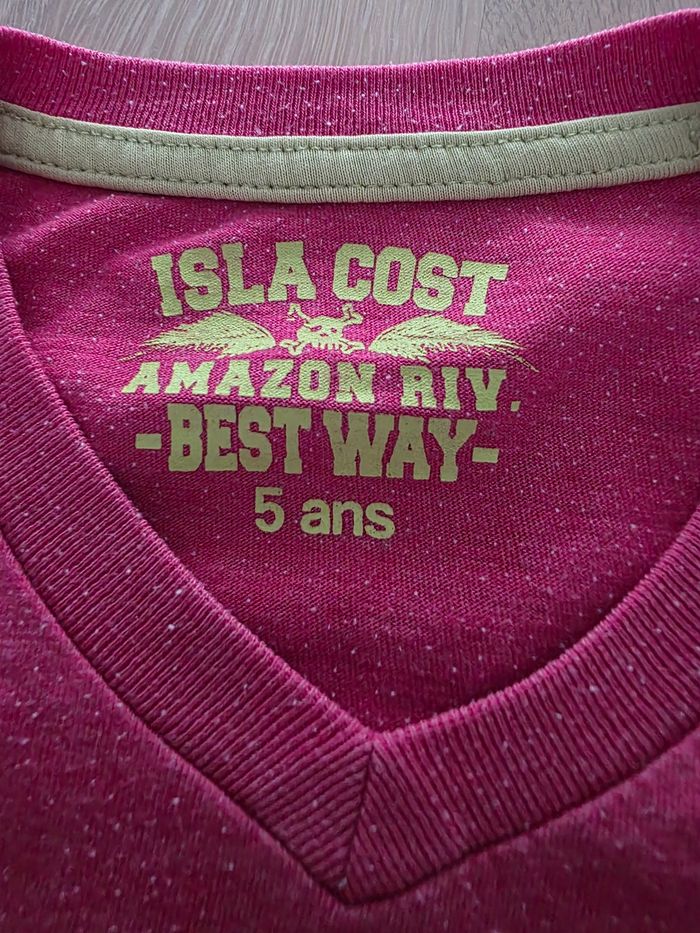 ISLA COST
AMAZON RIV.
-BEST WAY-
5 ans